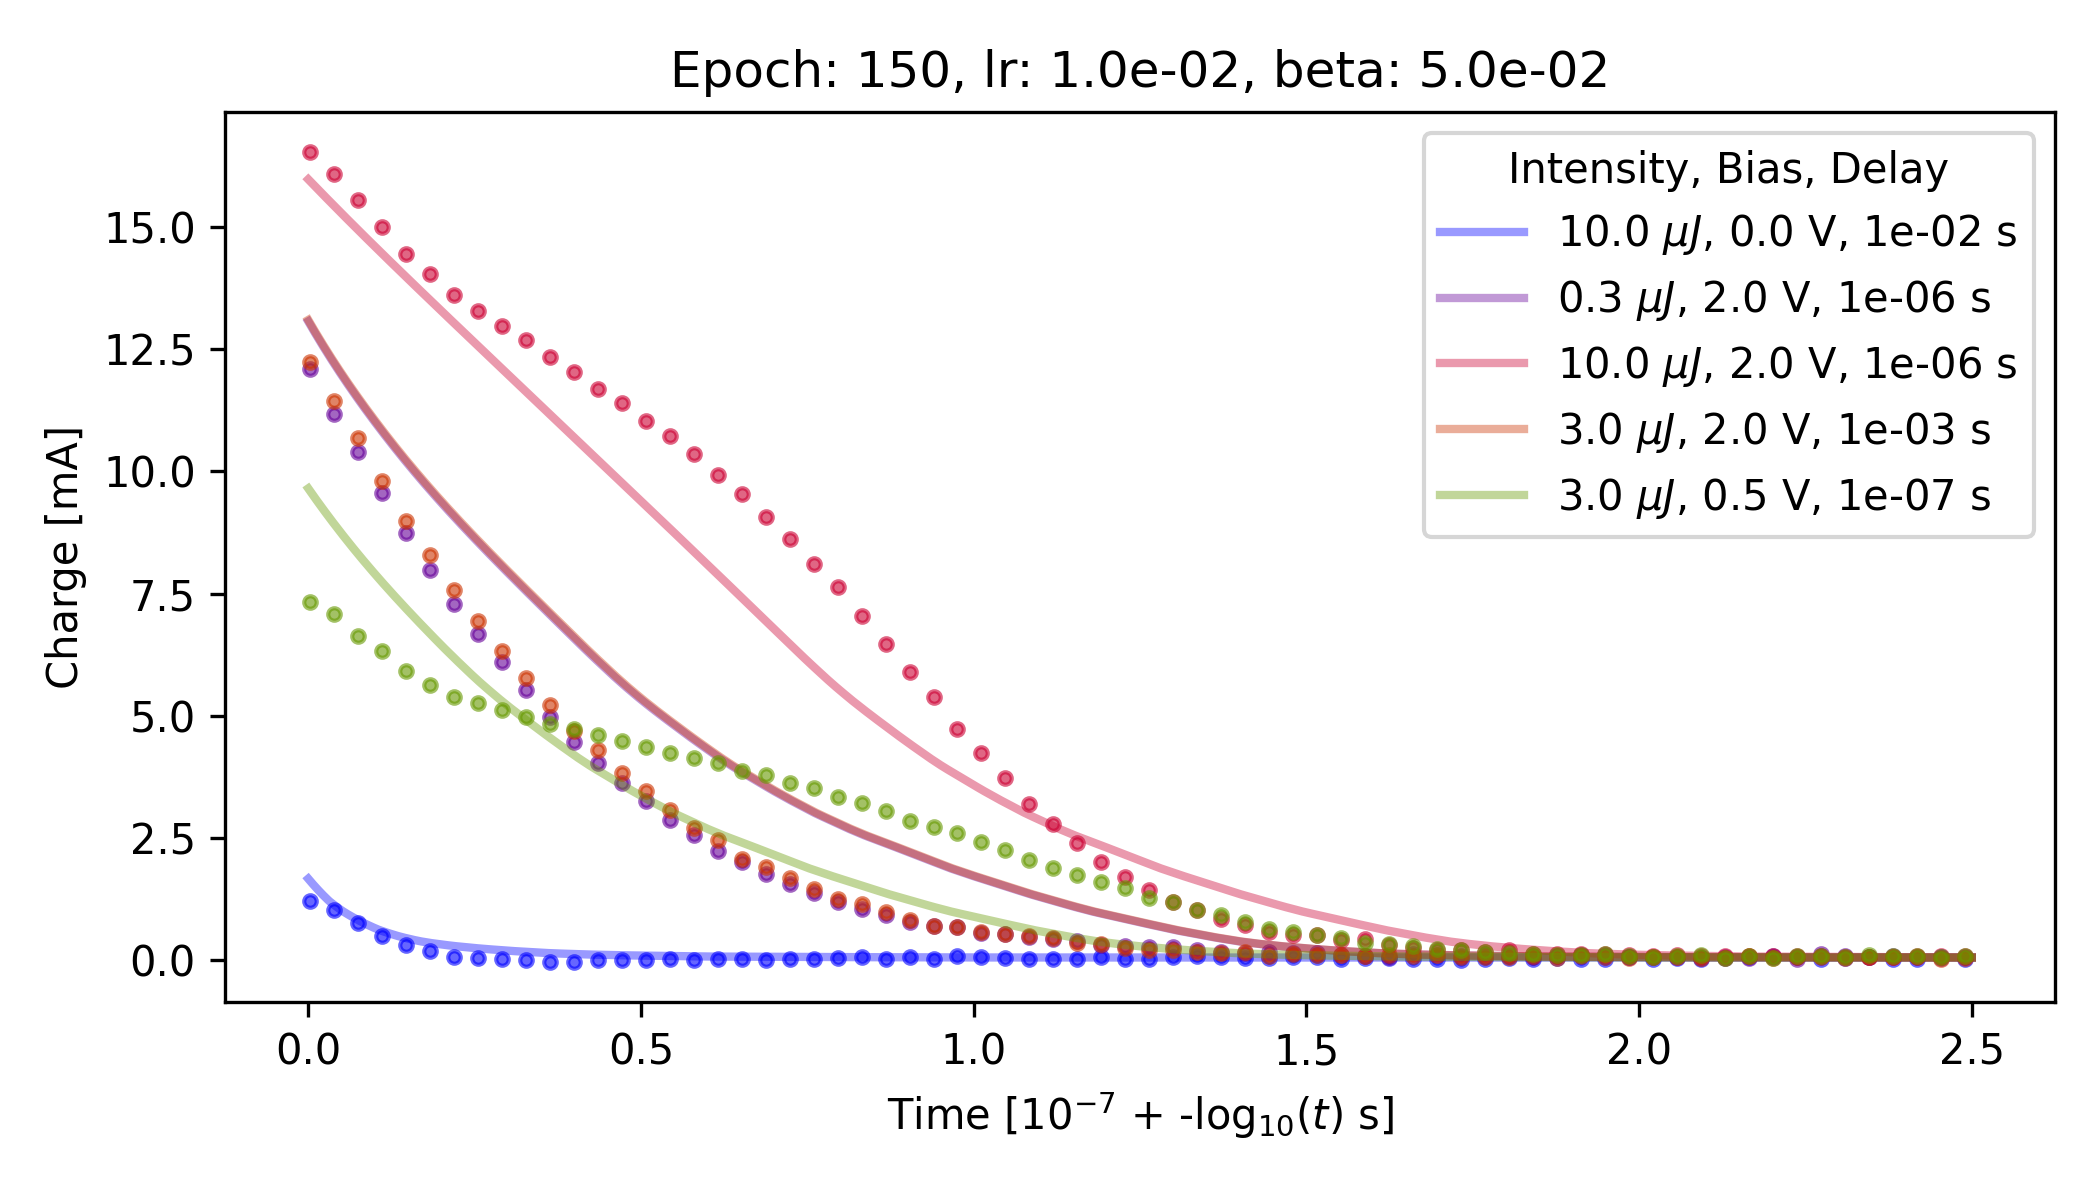 Epoch: 150, lr: 1.0e-02, beta: 5.0e-02
Charge [mA]
15.0
12.5
10.0
7.5
5.0
2.5
0.0
Intensity, Bias, Delay
10.0 μJ, 0.0 V, 1e-02 s
0.3 μJ, 2.0 V, 1e-06 s
10.0 μJ, 2.0 V, 1e-06 s
3.0 μJ, 2.0 V, 1e-03 s
3.0 μJ, 0.5 V, 1e-07 s
0.0 0.5 1.0 1.5 2.0 2.5
Time [10⁻⁷ + -log₁₀(t) s]